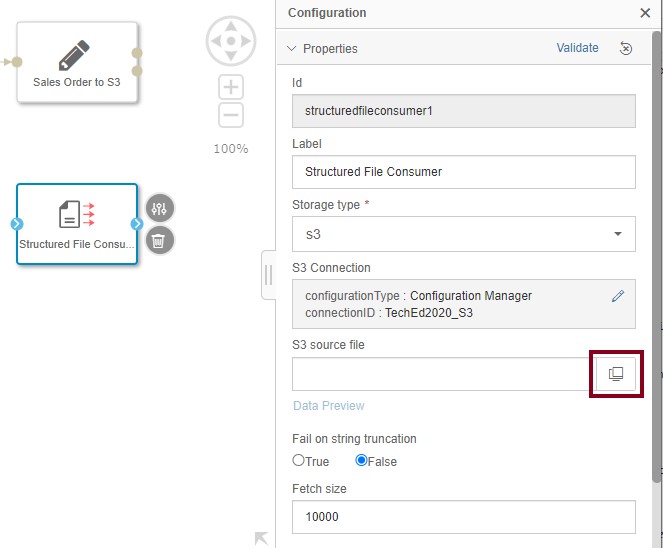 Sales Order to S3
100%
Structured File Consu...
Configuration
Properties
Validate
Id
structuredfileconsumer1
Label
Structured File Consumer
Storage type *
s3
S3 Connection
configurationType : Configuration Manager
connectionID : TechEd2020_S3
S3 source file
Data Preview
Fail on string truncation
True False
Fetch size
10000